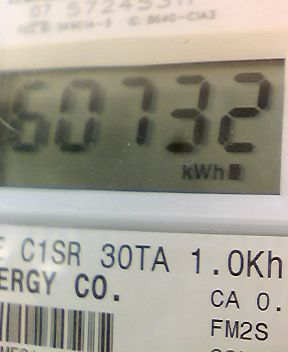 60732
kWh
C1SR 30TA 1.0Kh
ERGY CO.
CA 0.
FM2S